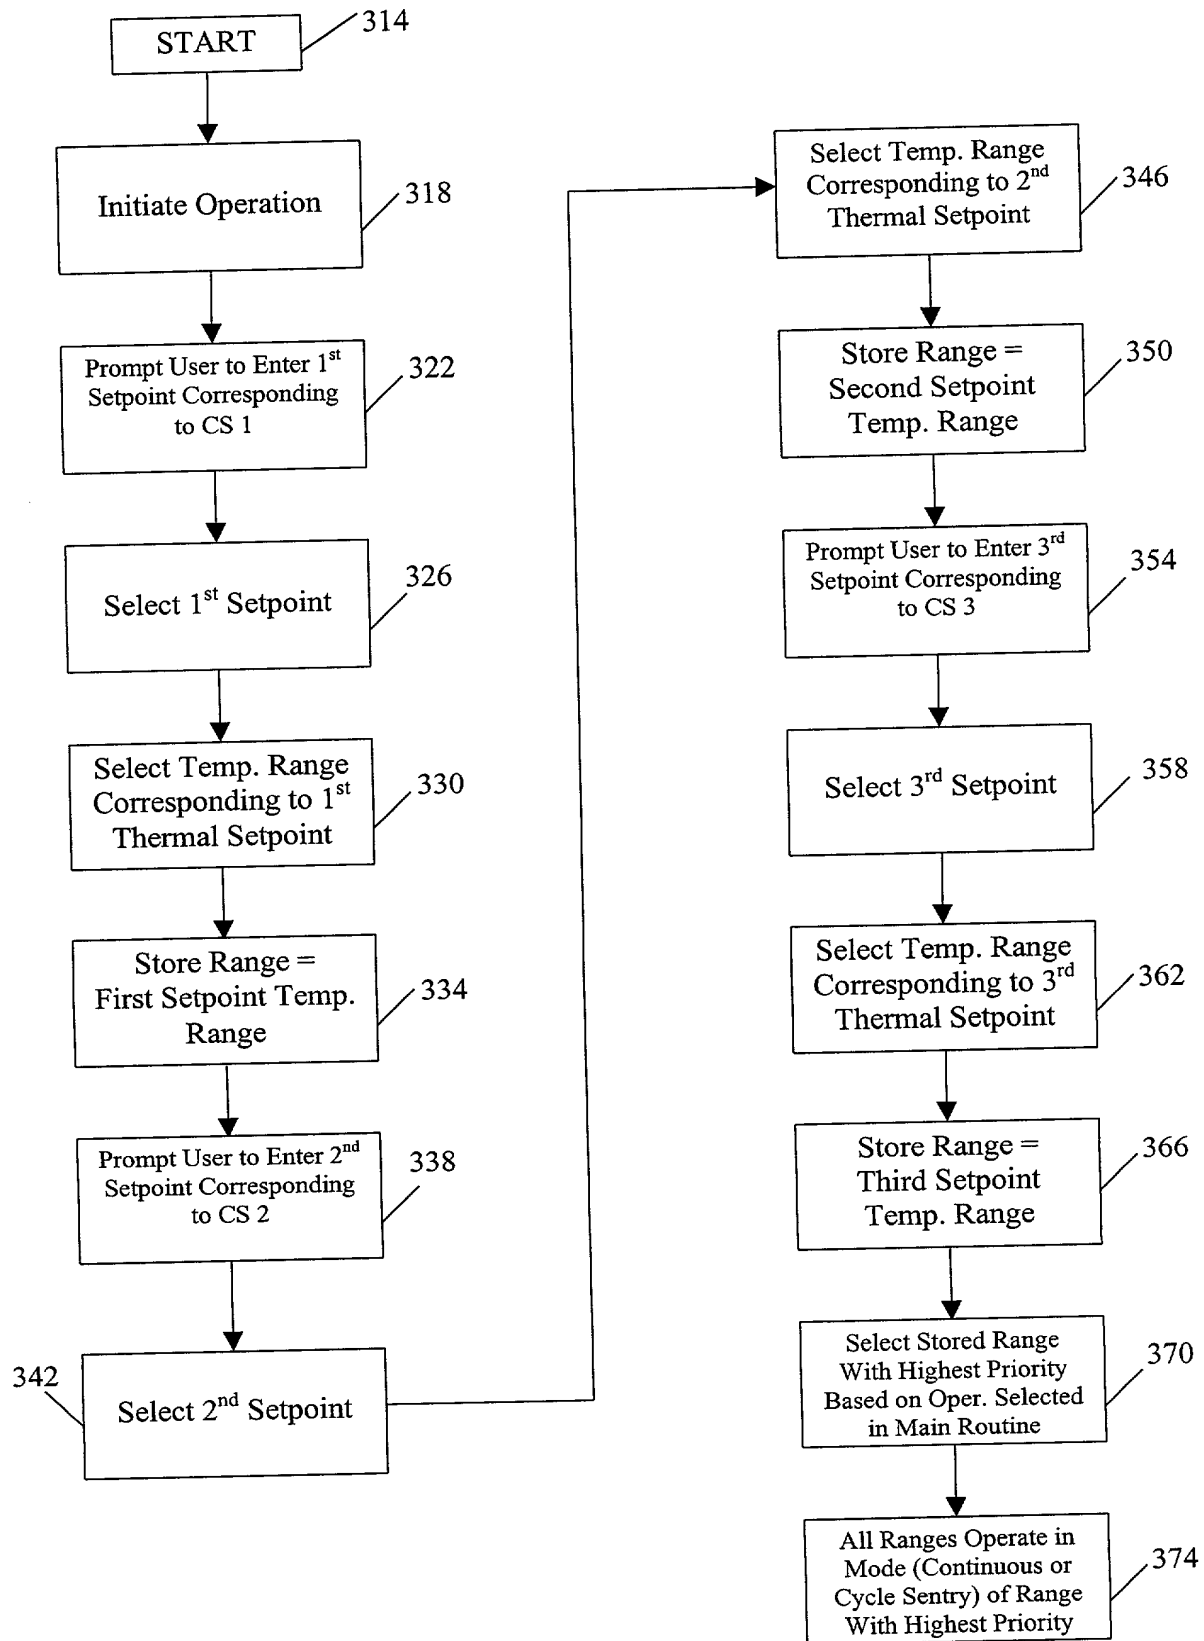 START
314
Initiate Operation
318
Prompt User to Enter 1st
Setpoint Corresponding
to CS 1
322
Select 1st Setpoint
326
Select Temp. Range
Corresponding to 1st
Thermal Setpoint
330
Store Range =
First Setpoint Temp.
Range
334
Prompt User to Enter 2nd
Setpoint Corresponding
to CS 2
338
342
Select 2nd Setpoint
Select Temp. Range
Corresponding to 2nd
Thermal Setpoint
346
Store Range =
Second Setpoint
Temp. Range
350
Prompt User to Enter 3rd
Setpoint Corresponding
to CS 3
354
Select 3rd Setpoint
358
Select Temp. Range
Corresponding to 3rd
Thermal Setpoint
362
Store Range =
Third Setpoint
Temp. Range
366
Select Stored Range
With Highest Priority
Based on Oper. Selected
in Main Routine
370
All Ranges Operate in
Mode (Continuous or
Cycle Sentry) of Range
With Highest Priority
374